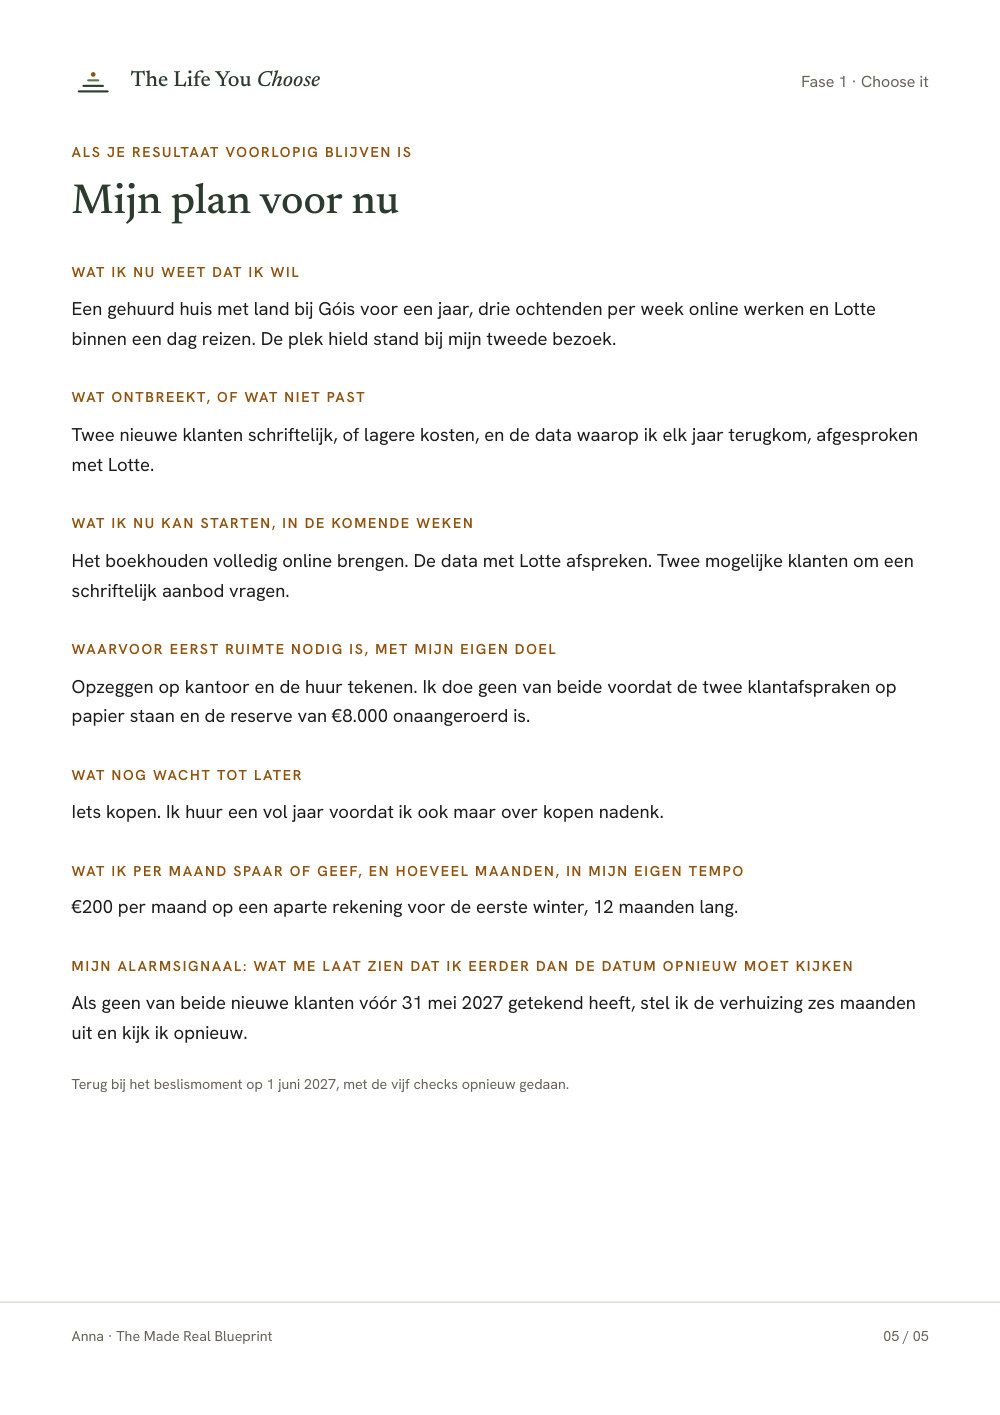 The Life You Choose
Fase 1 · Choose it
ALS JE RESULTAAT VOORLOPIG BLIJVEN IS
Mijn plan voor nu
WAT IK NU WEET DAT IK WIL
Een gehuurd huis met land bij Góis voor een jaar, drie ochtenden per week online werken en Lotte
binnen een dag reizen. De plek hield stand bij mijn tweede bezoek.
WAT ONTBREEKT, OF WAT NIET PAST
Twee nieuwe klanten schriftelijk, of lagere kosten, en de data waarop ik elk jaar terugkom, afgesproken
met Lotte.
WAT IK NU KAN STARTEN, IN DE KOMENDE WEKEN
Het boekhouden volledig online brengen. De data met Lotte afspreken. Twee mogelijke klanten om een
schriftelijk aanbod vragen.
WAARVOOR EERST RUIMTE NODIG IS, MET MIJN EIGEN DOEL
Opzeggen op kantoor en de huur tekenen. Ik doe geen van beide voordat de twee klantafspraken op
papier staan en de reserve van €8.000 onaangeroerd is.
WAT NOG WACHT TOT LATER
Iets kopen. Ik huur een vol jaar voordat ik ook maar over kopen nadenk.
WAT IK PER MAAND SPAAR OF GEEF, EN HOEVEEL MAANDEN, IN MIJN EIGEN TEMPO
€200 per maand op een aparte rekening voor de eerste winter, 12 maanden lang.
MIJN ALARMSIGNAAL: WAT ME LAAT ZIEN DAT IK EERDER DAN DE DATUM OPNIEUW MOET KIJKEN
Als geen van beide nieuwe klanten vóór 31 mei 2027 getekend heeft, stel ik de verhuizing zes maanden
uit en kijk ik opnieuw.
Terug bij het beslismoment op 1 juni 2027, met de vijf checks opnieuw gedaan.
Anna · The Made Real Blueprint
05 / 05